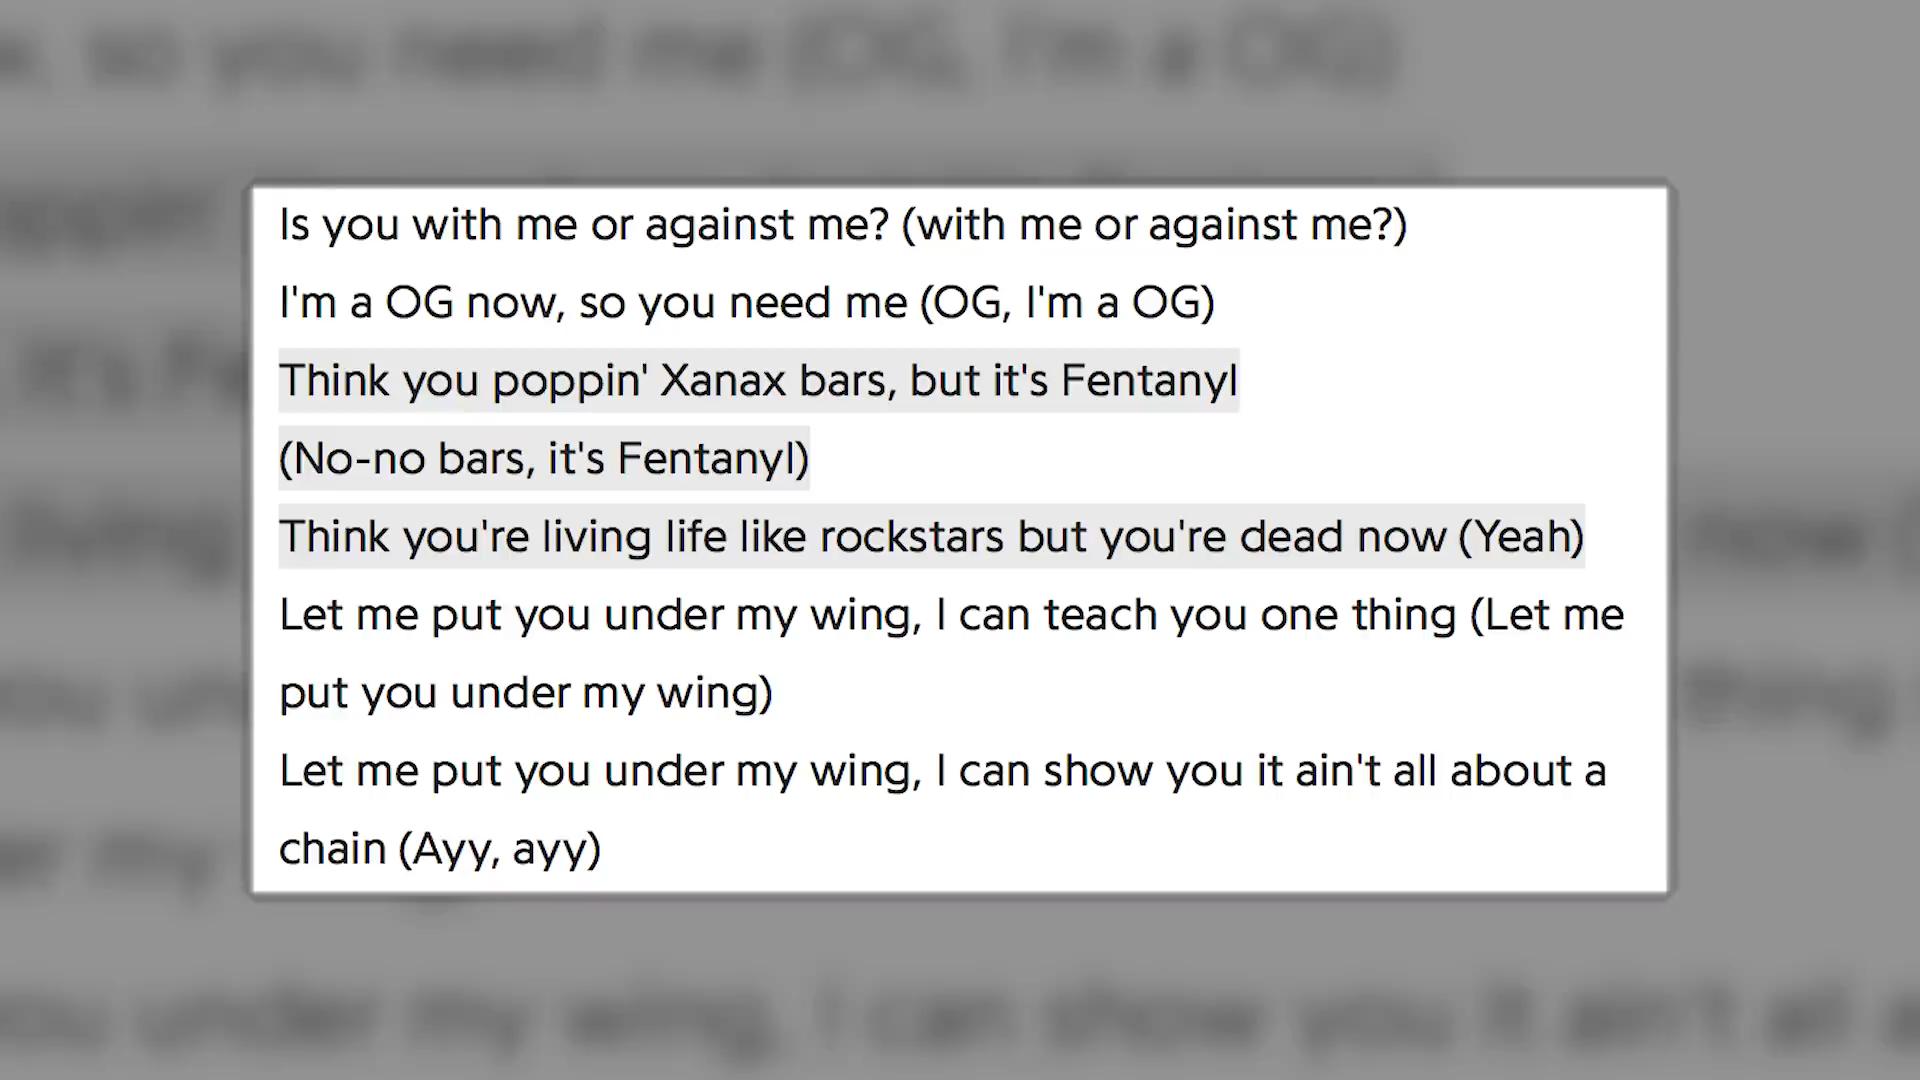 Is you with me or against me? (with me or against me?)
I'm a OG now, so you need me (OG, I'm a OG)
Think you poppin' Xanax bars, but it's Fentanyl
(No-no bars, it's Fentanyl)
Think you're living life like rockstars but you're dead now (Yeah)
Let me put you under my wing, I can teach you one thing (Let me
put you under my wing)
Let me put you under my wing, I can show you it ain't all about a
chain (Ayy, ayy)